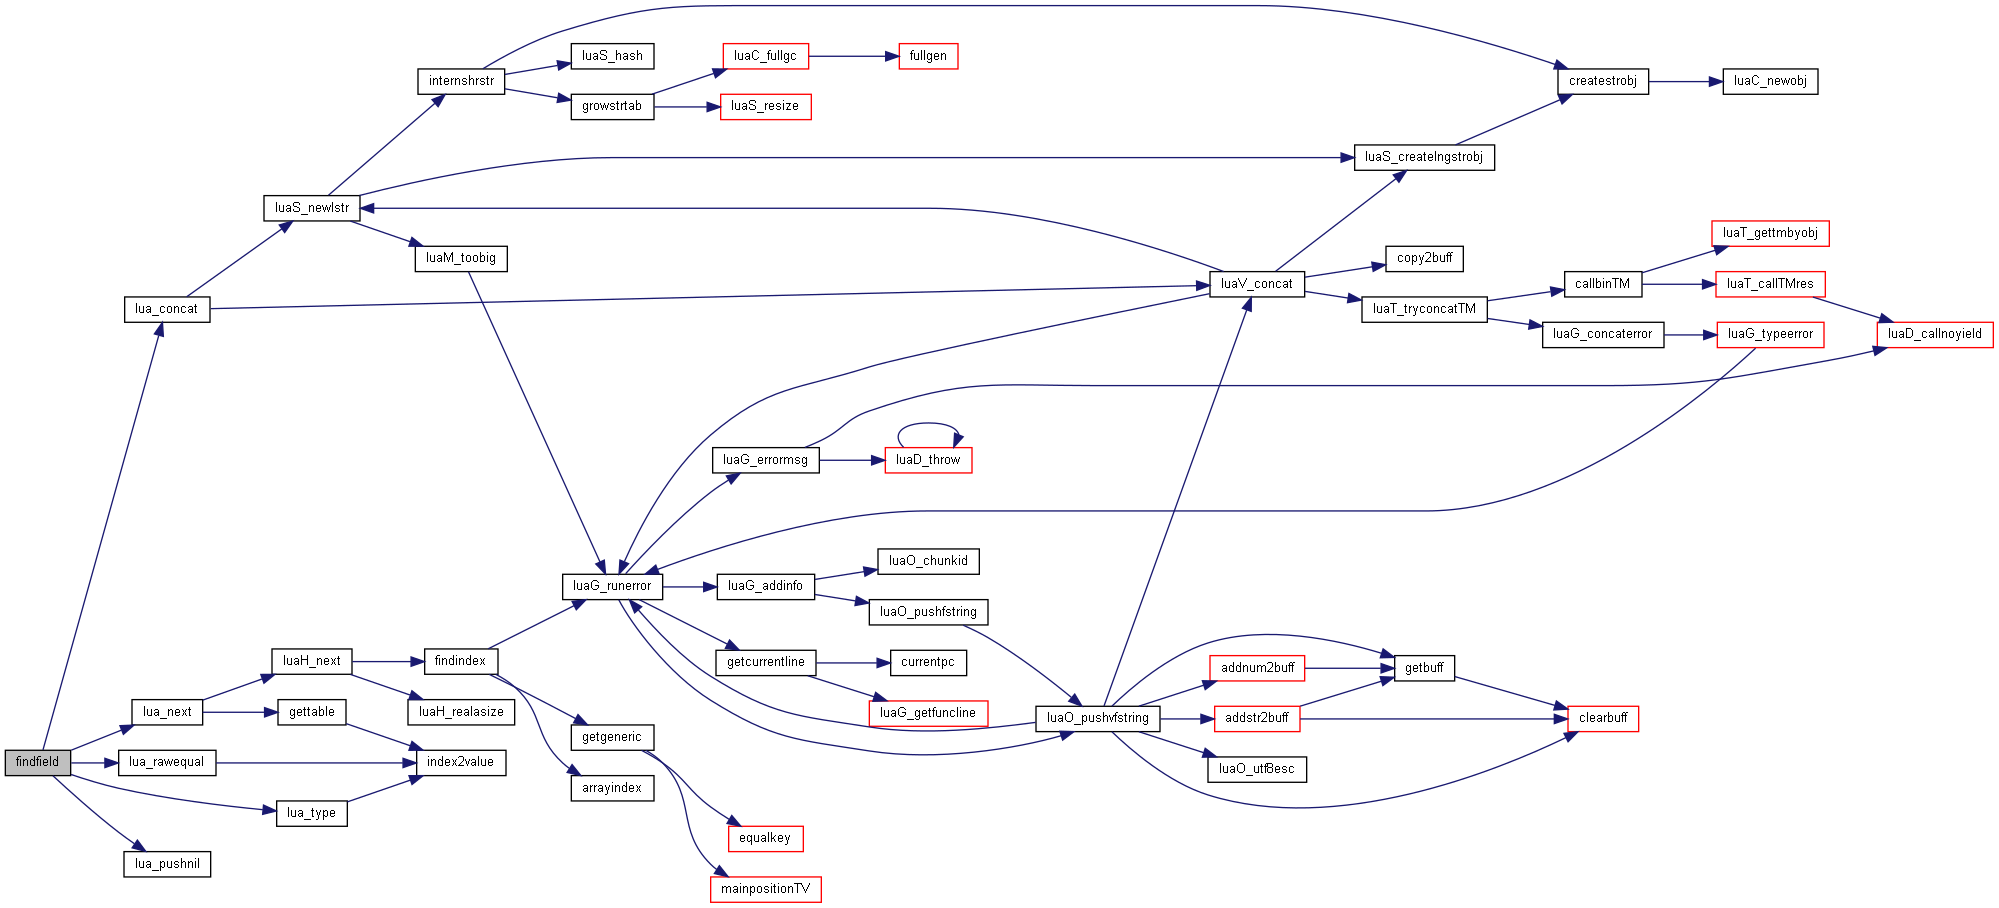 luaS_hash
luaC_fullgc
fullgen
internshrstr
createstrobj
luaC_newobj
growstrtab
luaS_resize
luaS_createlngstrobj
luaS_newlstr
luaT_gettmbyobj
luaM_toobig
copy2buff
luaV_concat
callbinTM
luaT_callTMres
lua_concat
luaT_tryconcatTM
luaG_concaterror
luaG_typeerror
luaD_callnoyield
luaG_errormsg
luaD_throw
luaO_chunkid
luaG_runerror
luaG_addinfo
luaO_pushfstring
luaH_next
findindex
getcurrentline
currentpc
addnum2buff
getbuff
lua_next
gettable
luaH_realasize
luaG_getfuncline
luaO_pushvfstring
addstr2buff
clearbuff
getgeneric
findfield
lua_rawequal
index2value
luaO_utf8esc
arrayindex
lua_type
equalkey
lua_pushnil
mainpositionTV